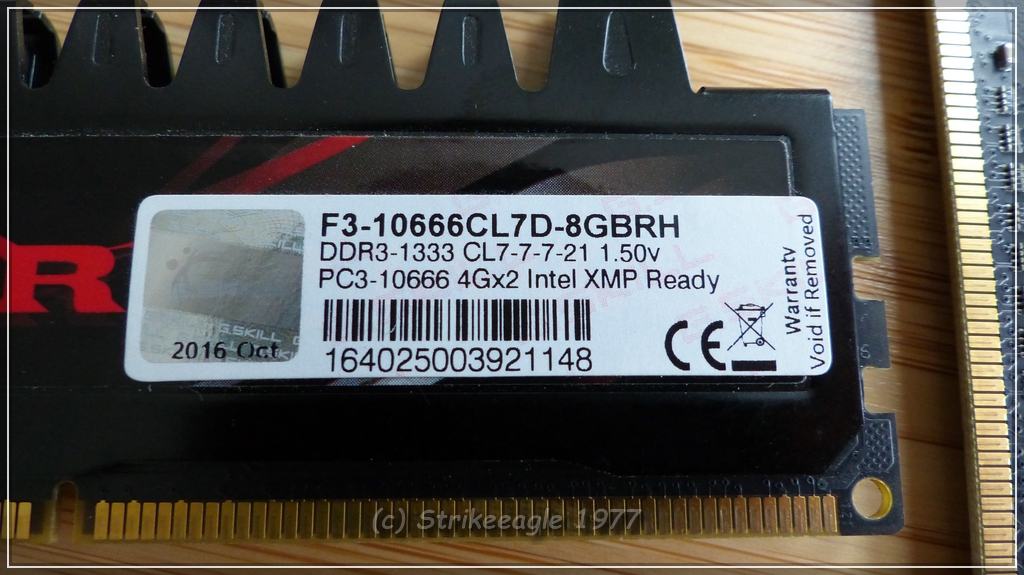 F3-10666CL7D-8GBRH
DDR3-1333 CL7-7-7-21 1.50v
PC3-10666 4Gx2 Intel XMP Ready
164025003921148
2016 Oct
G.SKILL
CE
Warranty
Void if Removed
R
(c) Strikeeagle 1977